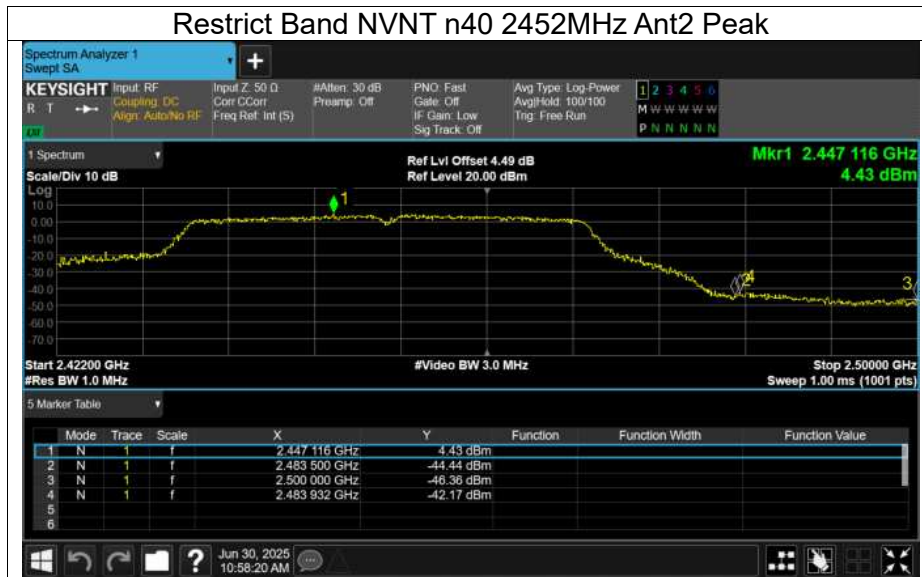 Restrict Band NVNT n40 2452MHz Ant2 Peak
Spectrum Analyzer 1
Swept SA
+
KEYSIGHT Input: RF Input Z: 50 Ω #Atten: 30 dB PNO: Fast Avg Type: Log-Power 1 2 3 4 5 6
R T Coupling: DC Corr CCorr Preamp: Off Gate: Off Avg|Hold: 100/100 M W W W W W
Align: Auto/No RF Freq Ref: Int (S) IF Gain: Low Trig: Free Run
Sig Track: Off P N N N N N
1 Spectrum
Ref Lvl Offset 4.49 dB Mkr1 2.447 116 GHz
Scale/Div 10 dB Ref Level 20.00 dBm 4.43 dBm
Log
10.0
0.00
-10.0
-20.0
-30.0
-40.0
-50.0
-60.0
-70.0
1
3
Start 2.42200 GHz #Video BW 3.0 MHz Stop 2.50000 GHz
#Res BW 1.0 MHz Sweep 1.00 ms (1001 pts)
5 Marker Table
Mode Trace Scale X Y Function Function Width Function Value
1 N 1 f 2.447 116 GHz 4.43 dBm
2 N 1 f 2.483 500 GHz -44.44 dBm
3 N 1 f 2.500 000 GHz -46.36 dBm
4 N 1 f 2.483 932 GHz -42.17 dBm
5
6
? Jun 30, 2025
10:58:20 AM